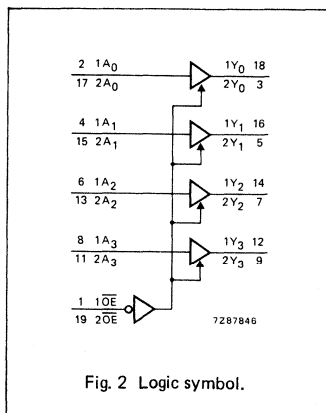 2 1A0 1Y0 18
17 2A0 2Y0 3
4 1A1 1Y1 16
15 2A1 2Y1 5
6 1A2 1Y2 14
13 2A2 2Y2 7
8 1A3 1Y3 12
11 2A3 2Y3 9
1 1O̅E̅
19 2O̅E̅
7Z87846
Fig. 2 Logic symbol.